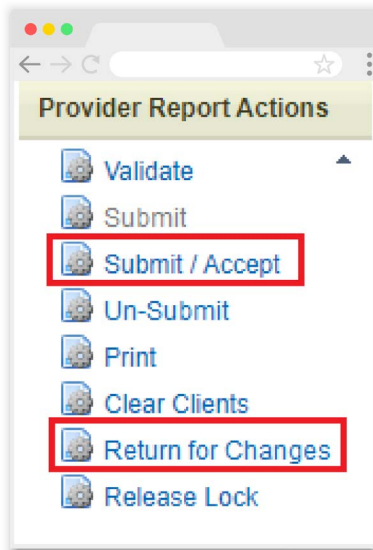 Provider Report Actions
Validate
Submit
Submit / Accept
Un-Submit
Print
Clear Clients
Return for Changes
Release Lock